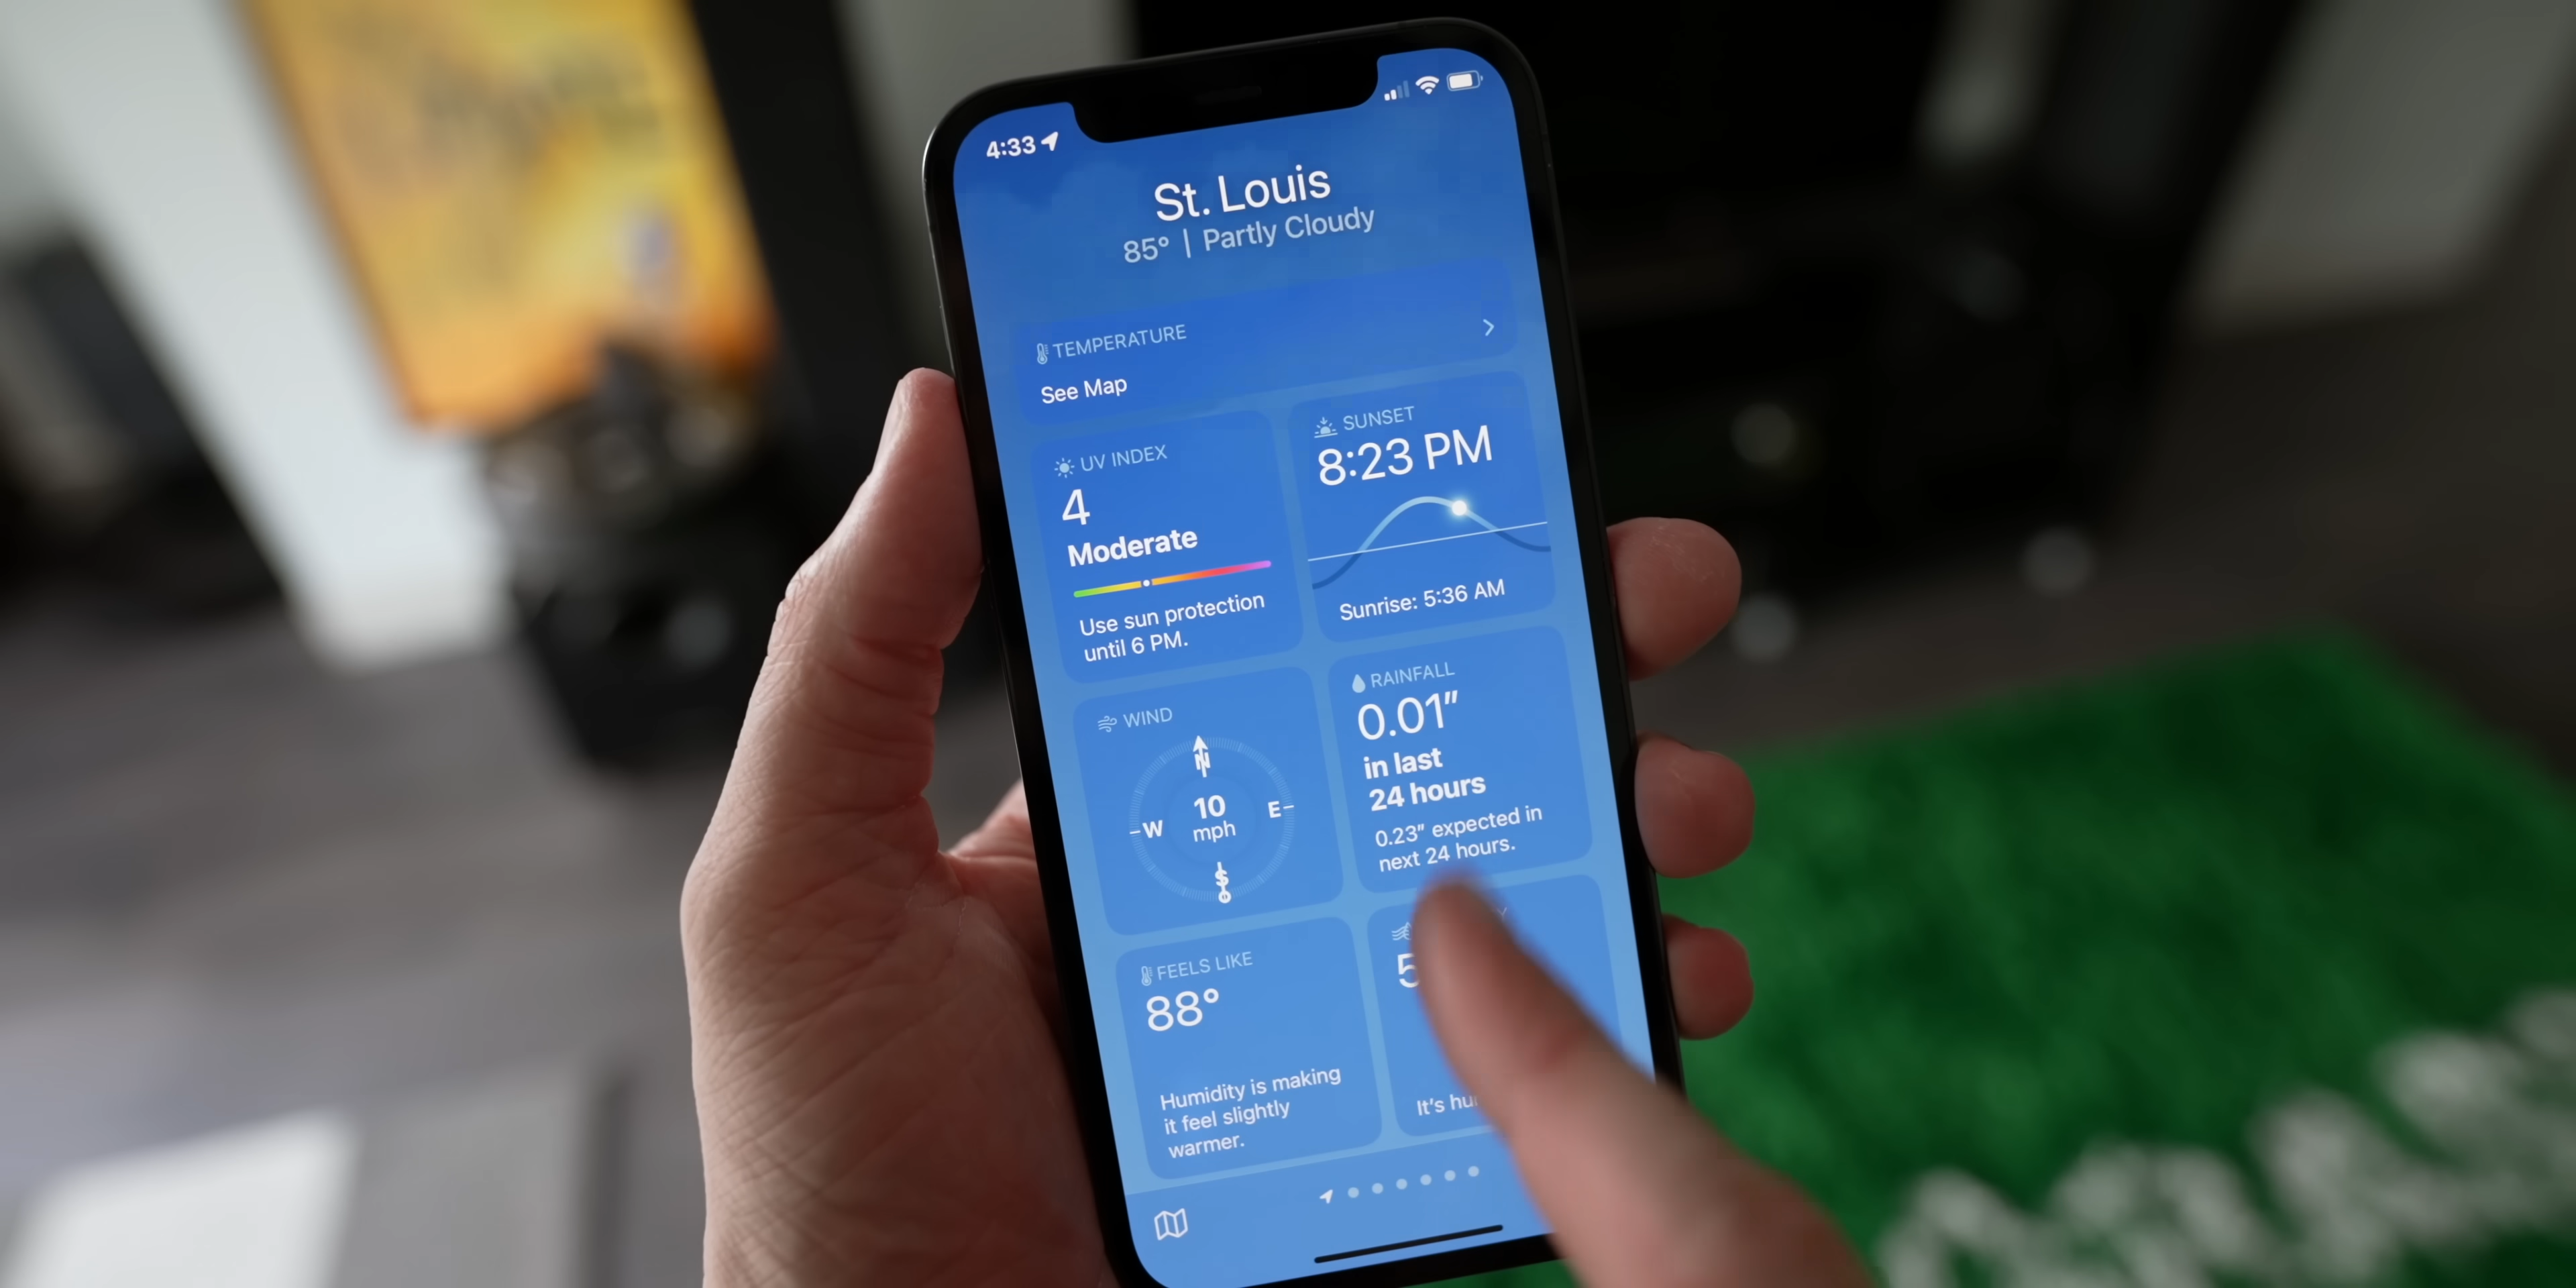 4:33
St. Louis
85° | Partly Cloudy
TEMPERATURE
See Map
UV INDEX
4
Moderate
Use sun protection
until 6 PM.
SUNSET
8:23 PM
Sunrise: 5:36 AM
WIND
N
W
10
mph
E
S
RAINFALL
0.01"
in last
24 hours
0.23" expected in
next 24 hours.
FEELS LIKE
88°
Humidity is making
it feel slightly
warmer.
It's